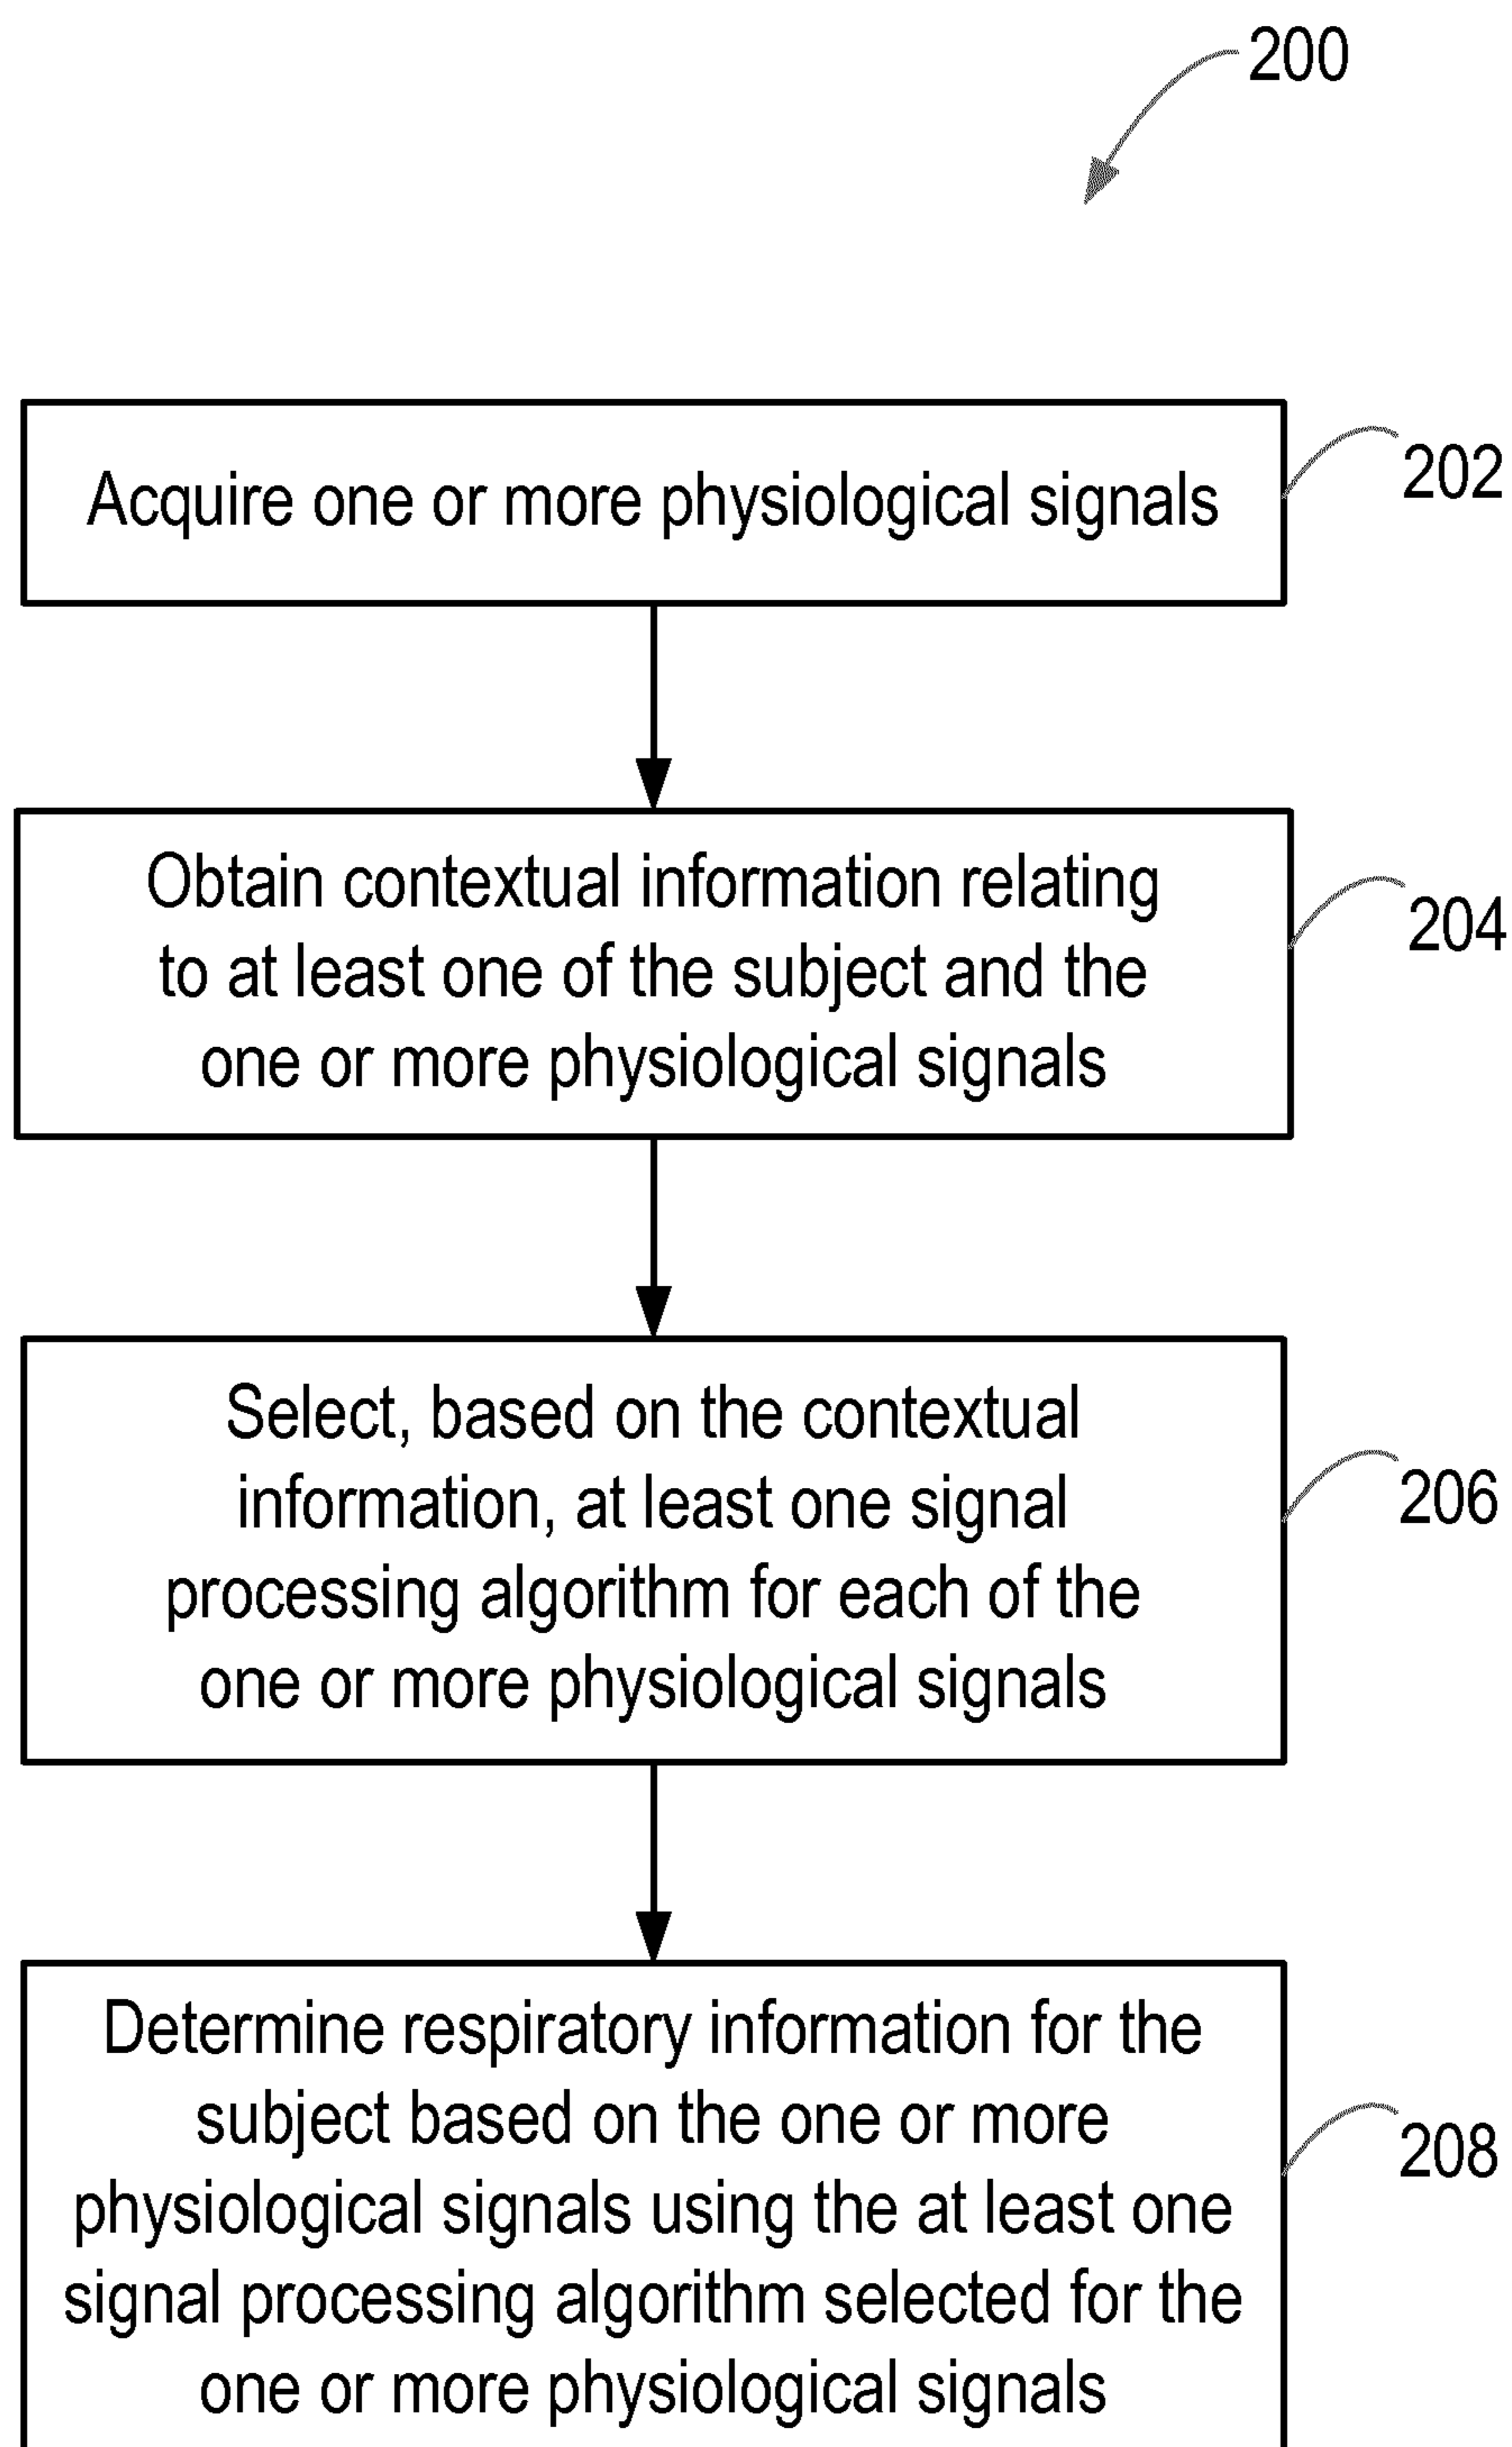 200
Acquire one or more physiological signals
202
Obtain contextual information relating
to at least one of the subject and the
one or more physiological signals
204
Select, based on the contextual
information, at least one signal
processing algorithm for each of the
one or more physiological signals
206
Determine respiratory information for the
subject based on the one or more
physiological signals using the at least one
signal processing algorithm selected for the
one or more physiological signals
208